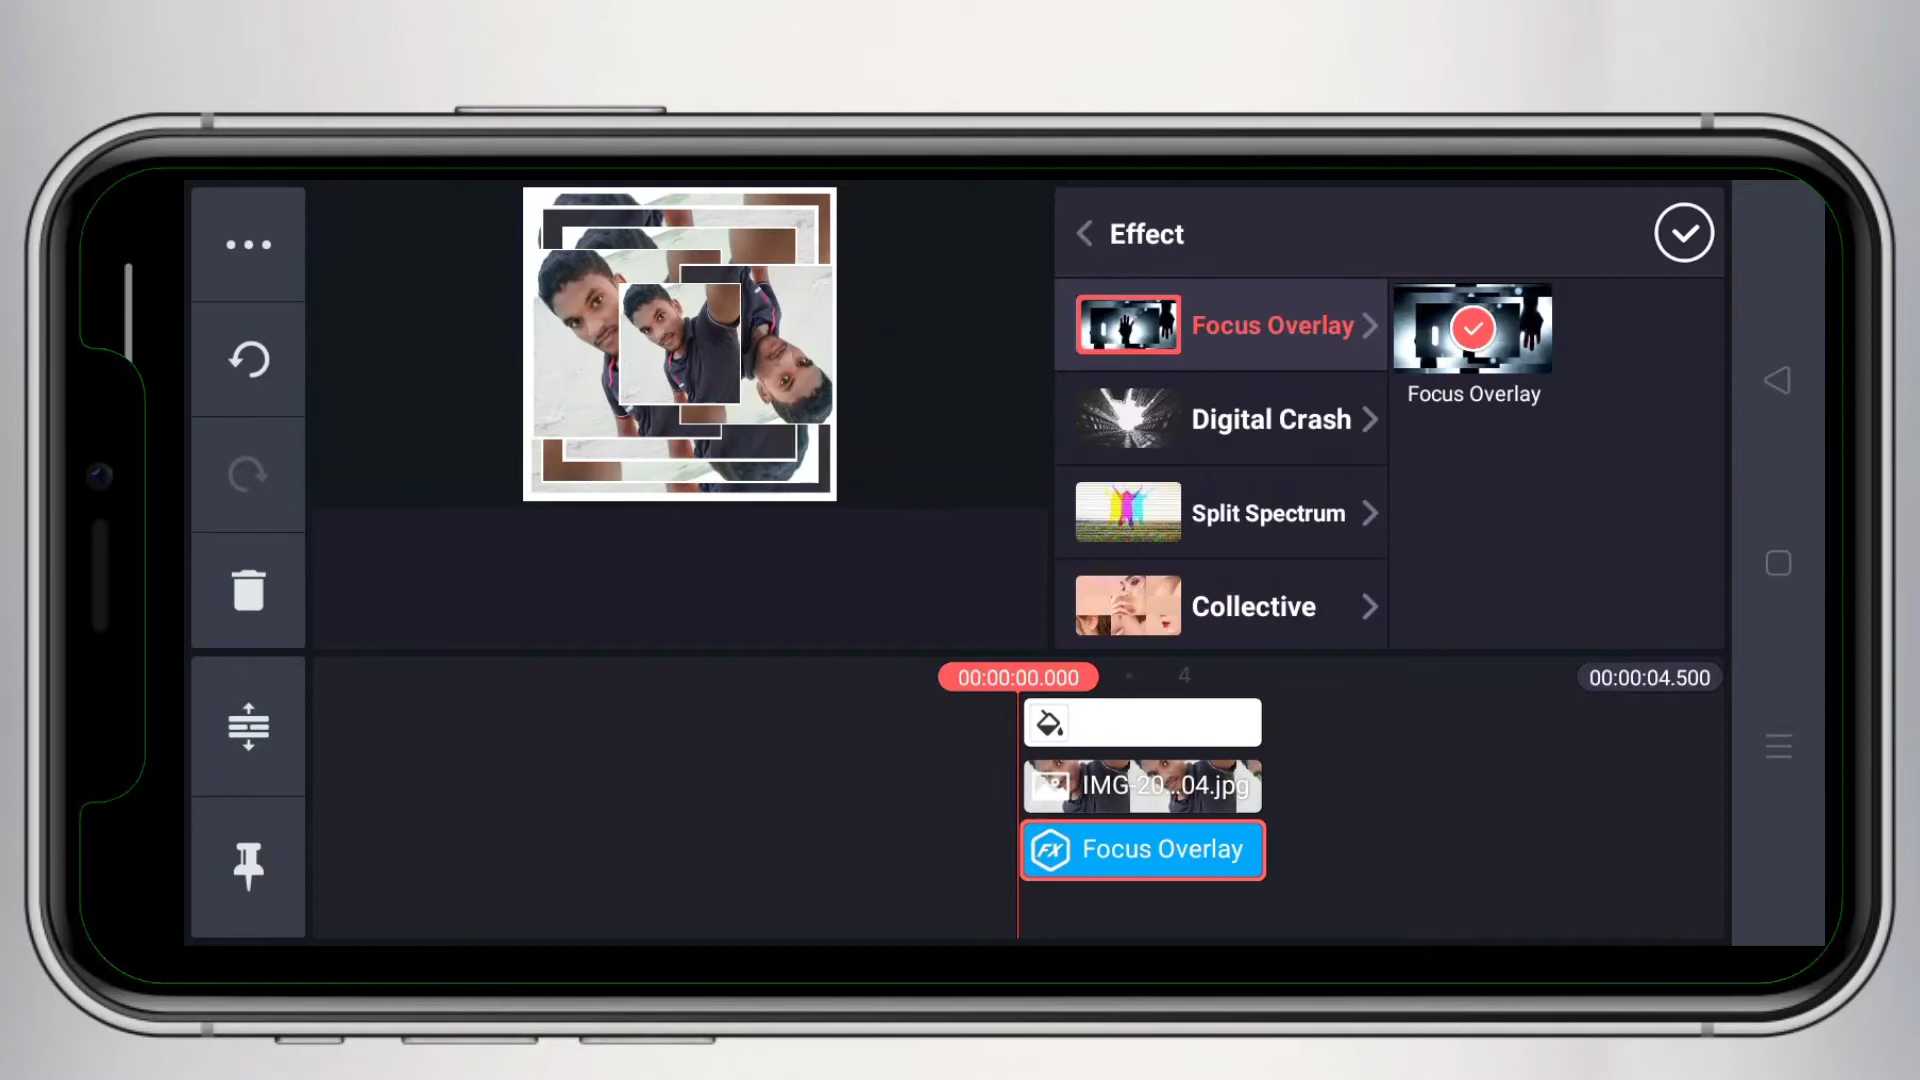 Effect
Focus Overlay
Focus Overlay
Digital Crash
Split Spectrum
Collective
00:00:00.000
4
00:00:04.500
IMG-20...04.jpg
FX Focus Overlay